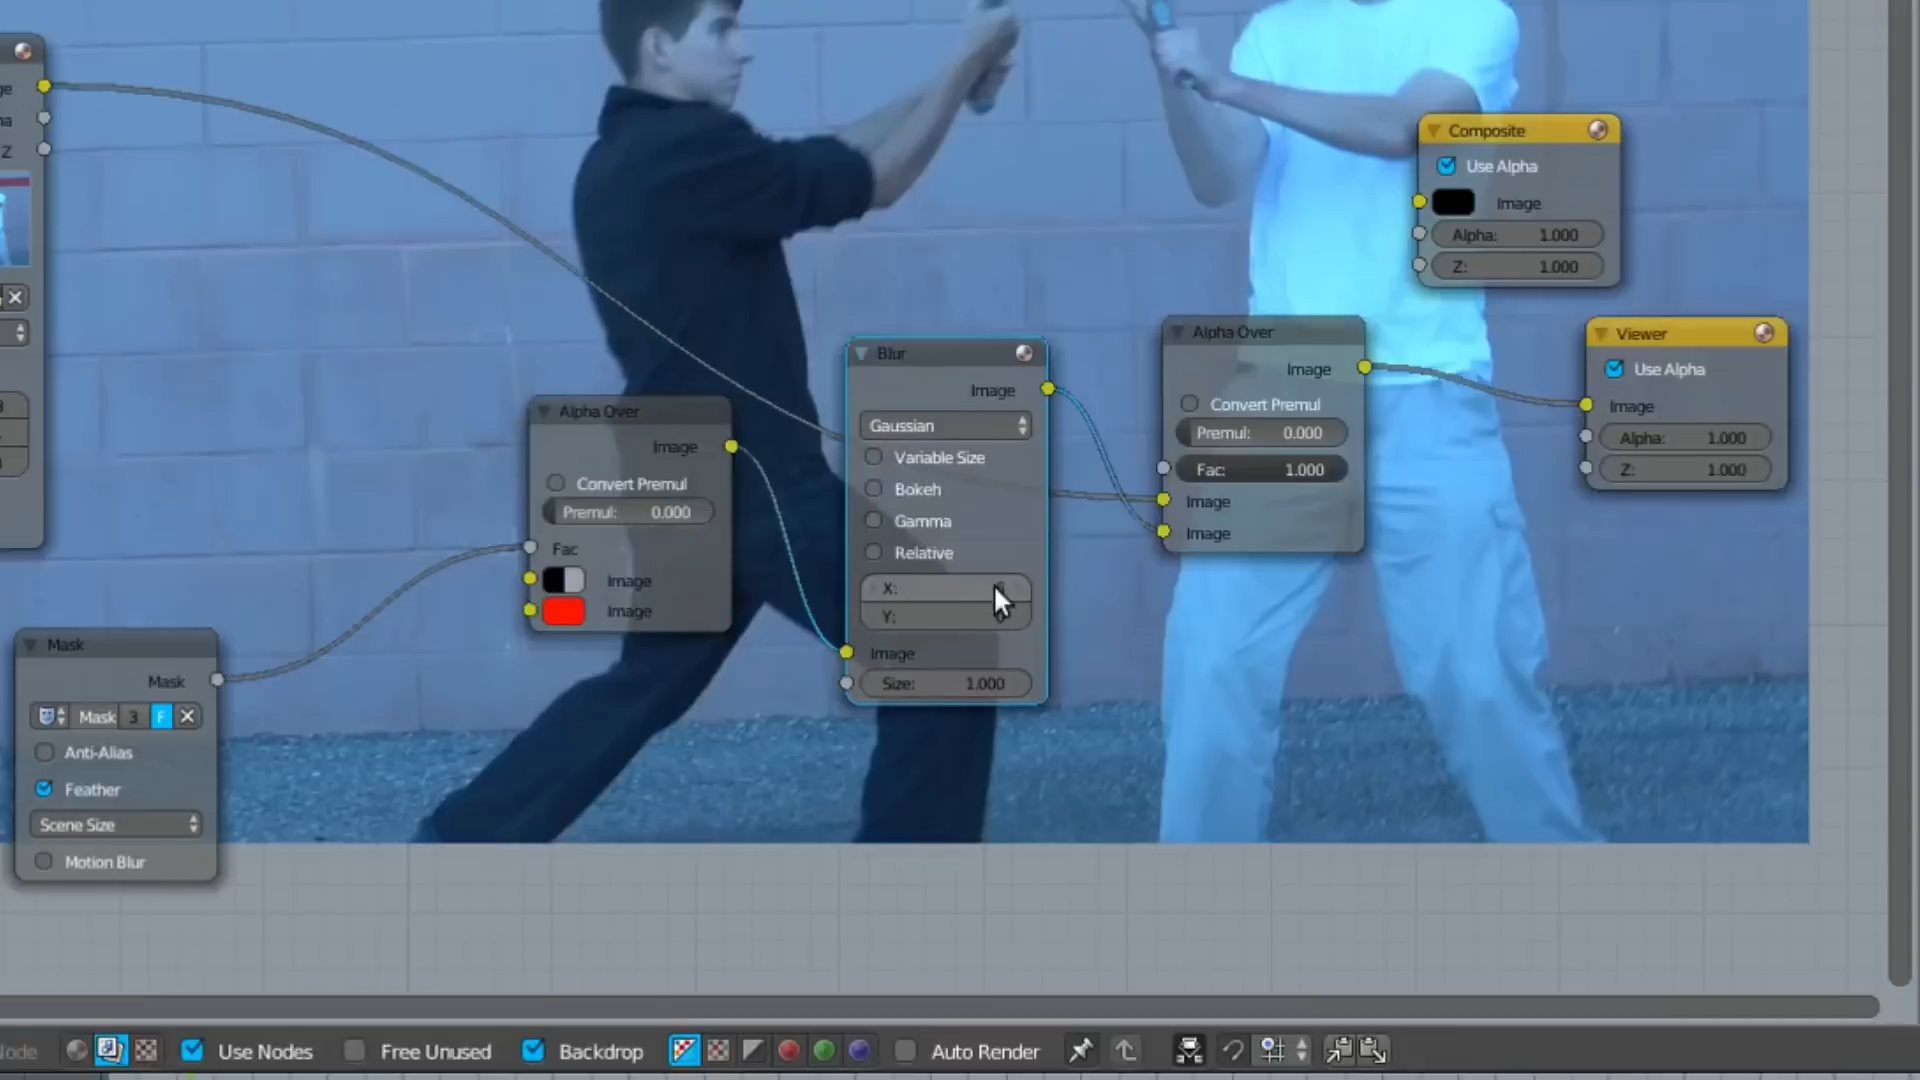 ge
na
Z
Composite
Use Alpha
Image
Alpha: 1.000
Z: 1.000
Alpha Over
Image
Convert Premul
Premul: 0.000
Fac: 1.000
Image
Image
Viewer
Use Alpha
Image
Alpha: 1.000
Z: 1.000
Blur
Image
Gaussian
Variable Size
Bokeh
Gamma
Relative
X:
Y:
Image
Size: 1.000
Alpha Over
Image
Convert Premul
Premul: 0.000
Fac
Image
Image
Mask
Mask
Mask 3 F
Anti-Alias
Feather
Scene Size
Motion Blur
Node Use Nodes Free Unused Backdrop Auto Render